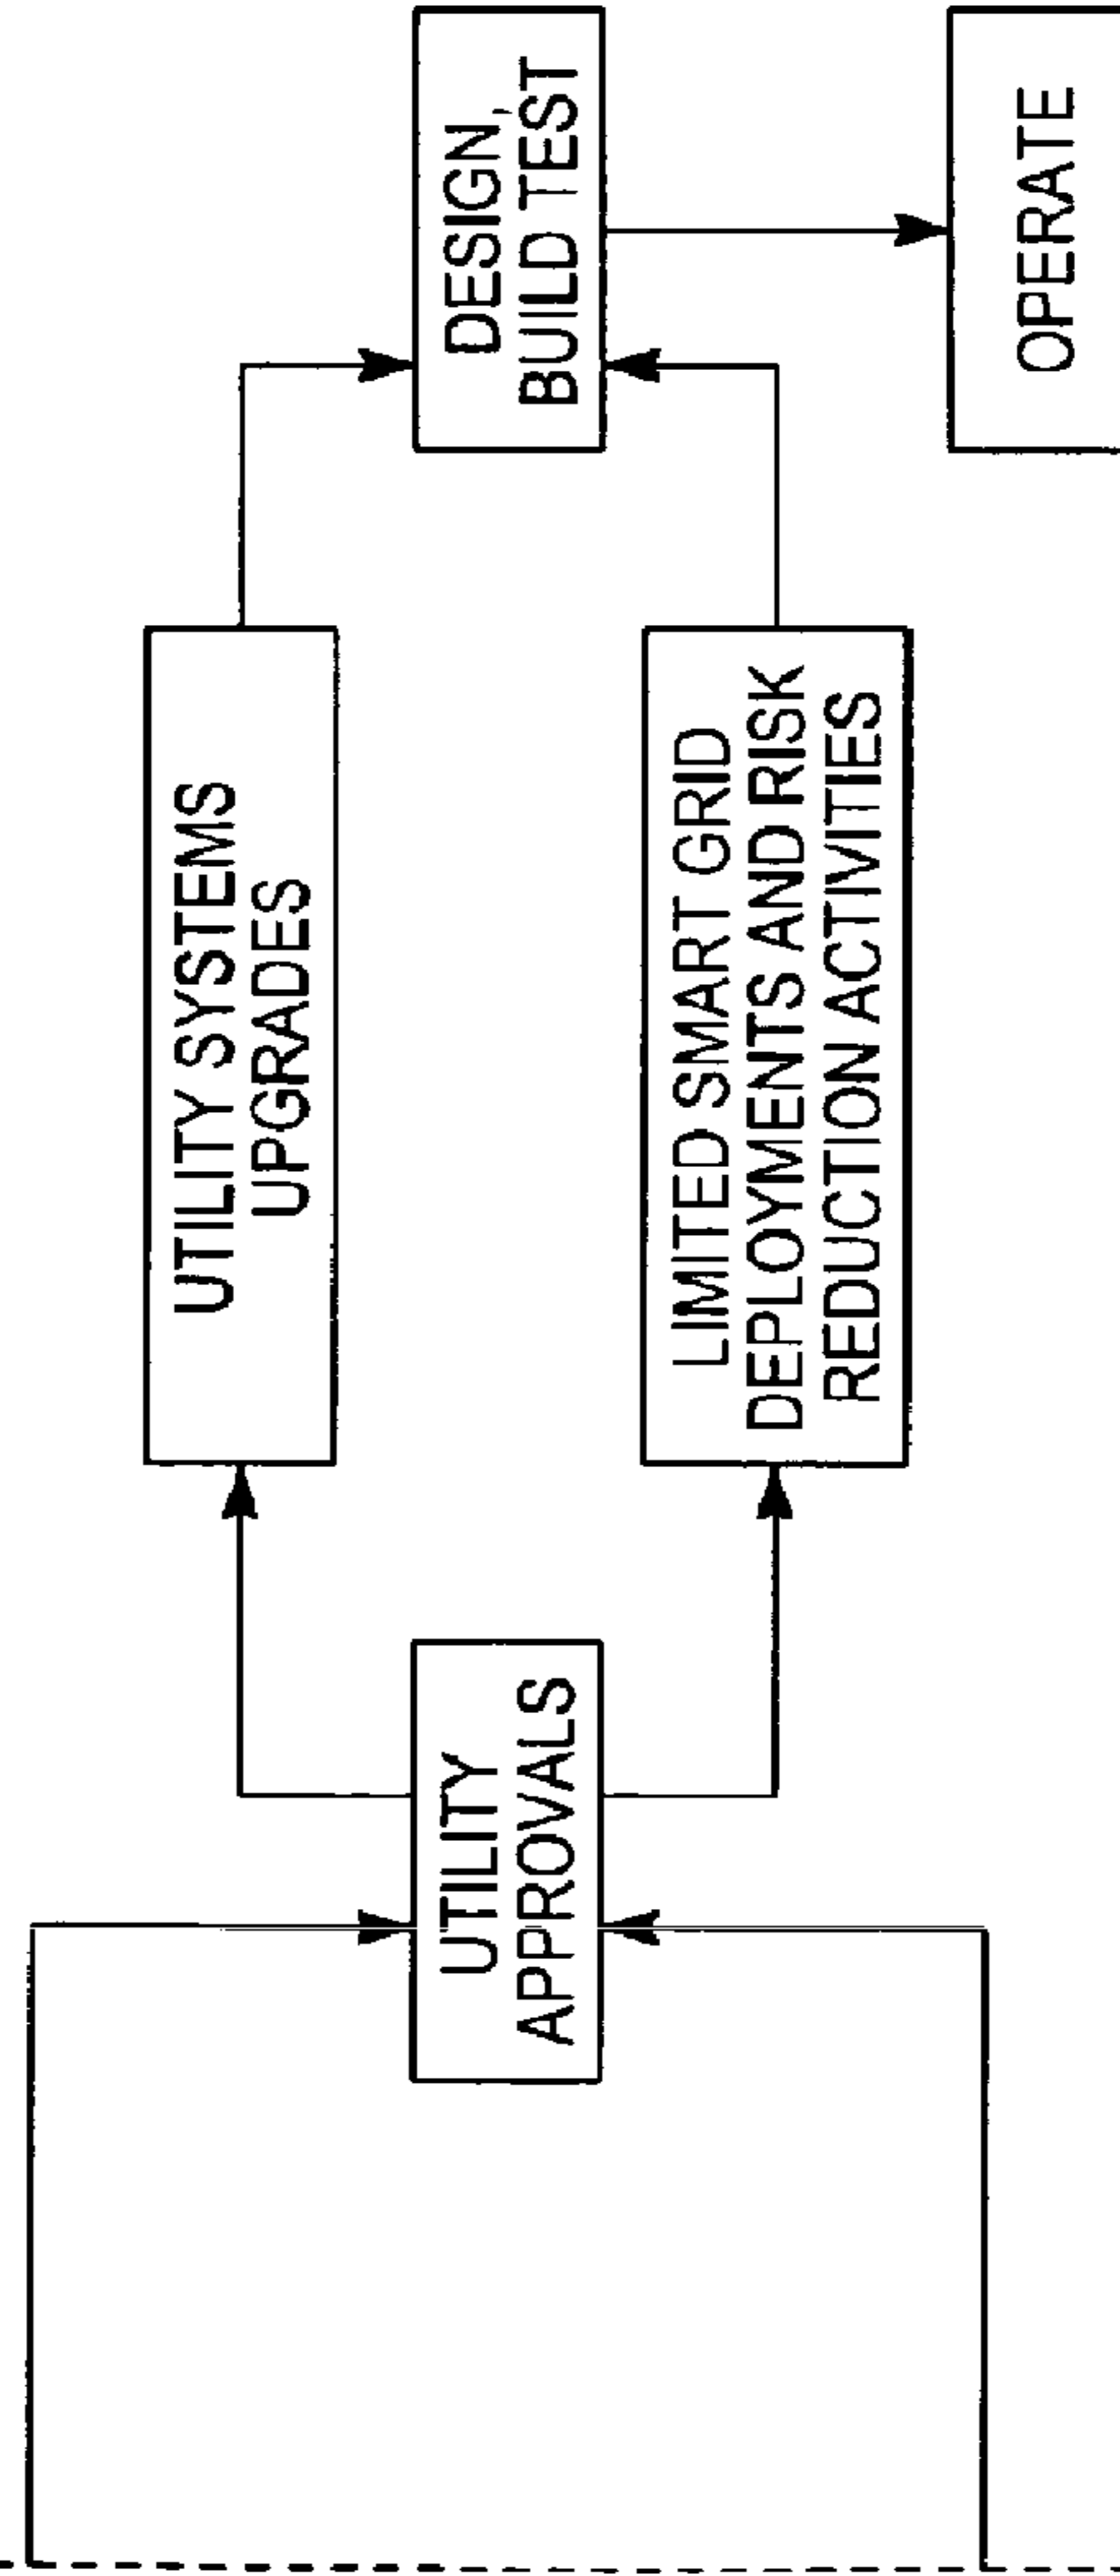 UTILITY
APPROVALS
UTILITY SYSTEMS
UPGRADES
LIMITED SMART GRID
DEPLOYMENTS AND RISK
REDUCTION ACTIVITIES
DESIGN,
BUILD TEST
OPERATE